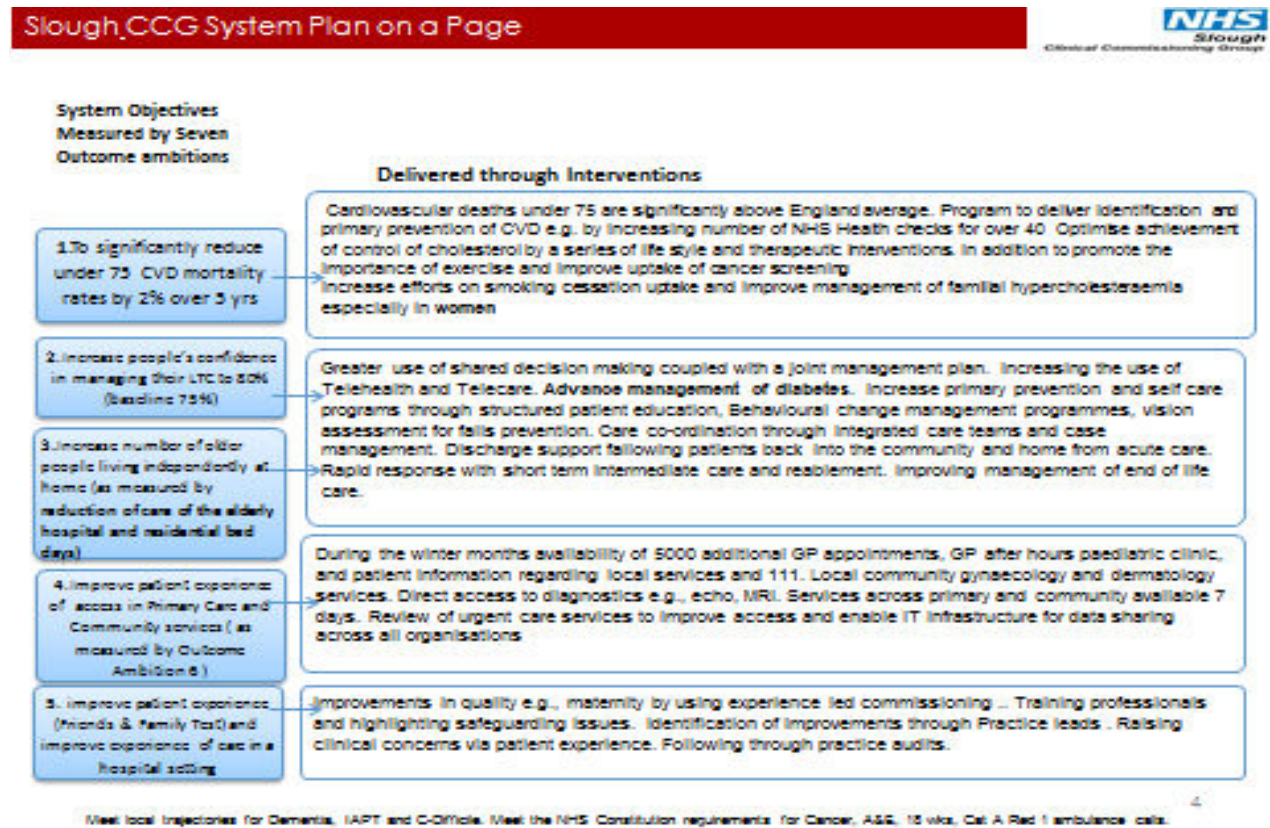 Slough CCG System Plan on a Page
NHS
Slough
Clinical Commissioning Group
System Objectives
Measured by Seven
Outcome ambitions
Delivered through Interventions
1.To significantly reduce
under 75 CVD mortality
rates by 2% over 5 yrs
Cardiovascular deaths under 75 are significantly above England average. Program to deliver identification and
primary prevention of CVD e.g. by increasing number of NHS Heath checks for over 40 Optimise achievement
of control of cholesterol by a series of life style and therapeutic interventions. In addition to promote the
importance of exercise and improve uptake of cancer screening
Increase efforts on smoking cessation uptake and improve management of familial hypercholesteraemia
especially in women
2. Increase people's confidence
in managing their LTC to 80%
(baseline 75%)
3.Increase number of older
people living independently at
home (as measured by
reduction of care of the elderly
hospital and residential bed
days)
Greater use of shared decision making coupled with a joint management plan. Increasing the use of
Telehealth and Telecare. Advance management of diabetes. Increase primary prevention and self care
programs through structured patient education, Behavioural change management programmes, vision
assessment for falls prevention. Care co-ordination through integrated care teams and case
management. Discharge support fallowing patients back into the community and home from acute care.
Rapid response with short term intermediate care and reablement. Improving management of end of life
care.
4.Improve patient experience
of access in Primary Care and
Community services ( as
measured by Outcome
Ambition 6 )
During the winter months availability of 5000 additional GP appointments, GP after hours paediatric clinic,
and patient information regarding local services and 111. Local community gynaecology and dermatology
services. Direct access to diagnostics e.g., echo, MRI. Services across primary and community available 7
days. Review of urgent care services to improve access and enable IT infrastructure for data sharing
across all organisations
5. improve patient experience
(Friends & Family Test) and
improve experience of care in a
hospital setting
Improvements in quality e.g., maternity by using experience led commissioning .. Training professionals
and highlighting safeguarding issues. Identification of improvements through Practice leads . Raising
clinical concerns via patient experience. Following through practice audits.
4
Meet local trajectories for Dementia, IAPT and C-Difficile. Meet the NHS Constitution requirements for Cancer, A&E, 18 wks, Cat A Red 1 ambulance calls.